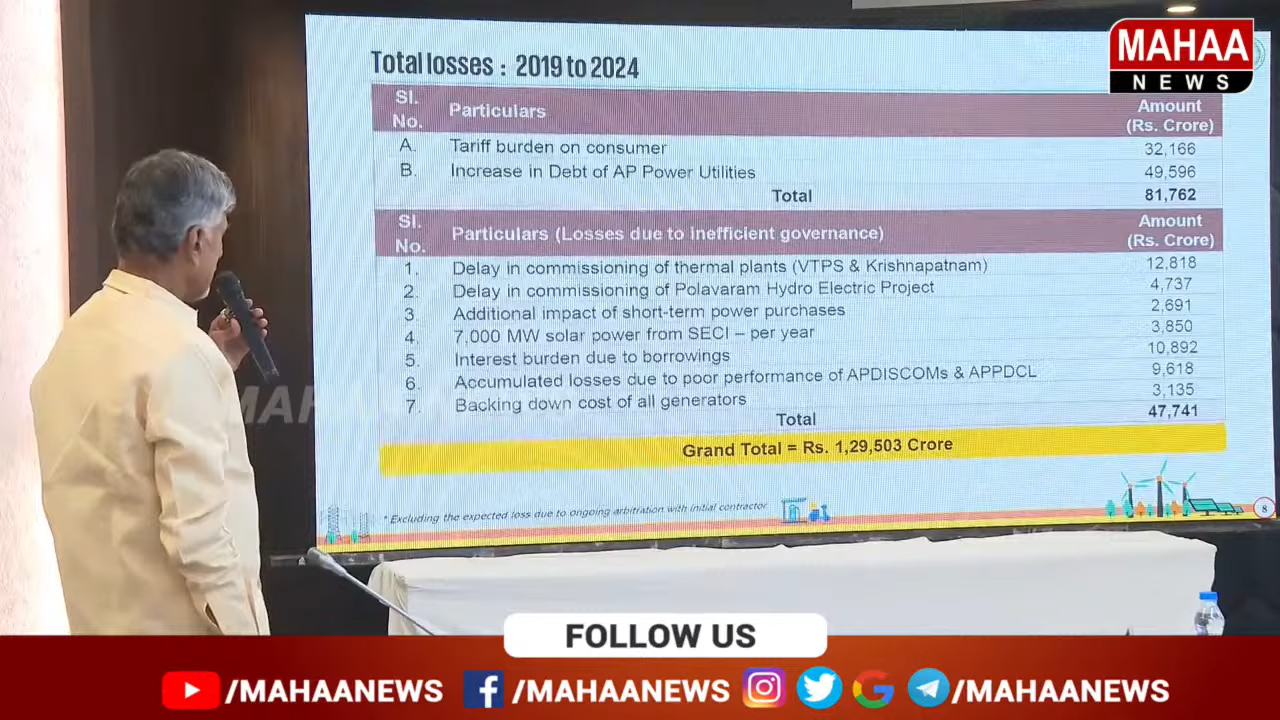 MAHAA
NEWS
Total losses : 2019 to 2024
Sl. No. Particulars Amount (Rs. Crore)
A. Tariff burden on consumer 32,166
B. Increase in Debt of AP Power Utilities 49,596
Total 81,762
Sl. No. Particulars (Losses due to inefficient governance) Amount (Rs. Crore)
1. Delay in commissioning of thermal plants (VTPS & Krishnapatnam) 12,818
2. Delay in commissioning of Polavaram Hydro Electric Project 4,737
3. Additional impact of short-term power purchases 2,691
4. 7,000 MW solar power from SECI – per year 3,850
5. Interest burden due to borrowings 10,892
6. Accumulated losses due to poor performance of APDISCOMs & APPDCL 9,618
7. Backing down cost of all generators 3,135
Total 47,741
Grand Total = Rs. 1,29,503 Crore
* Excluding the expected loss due to ongoing arbitration with initial contractor
8
MAHA
FOLLOW US
/MAHAANEWS /MAHAANEWS /MAHAANEWS